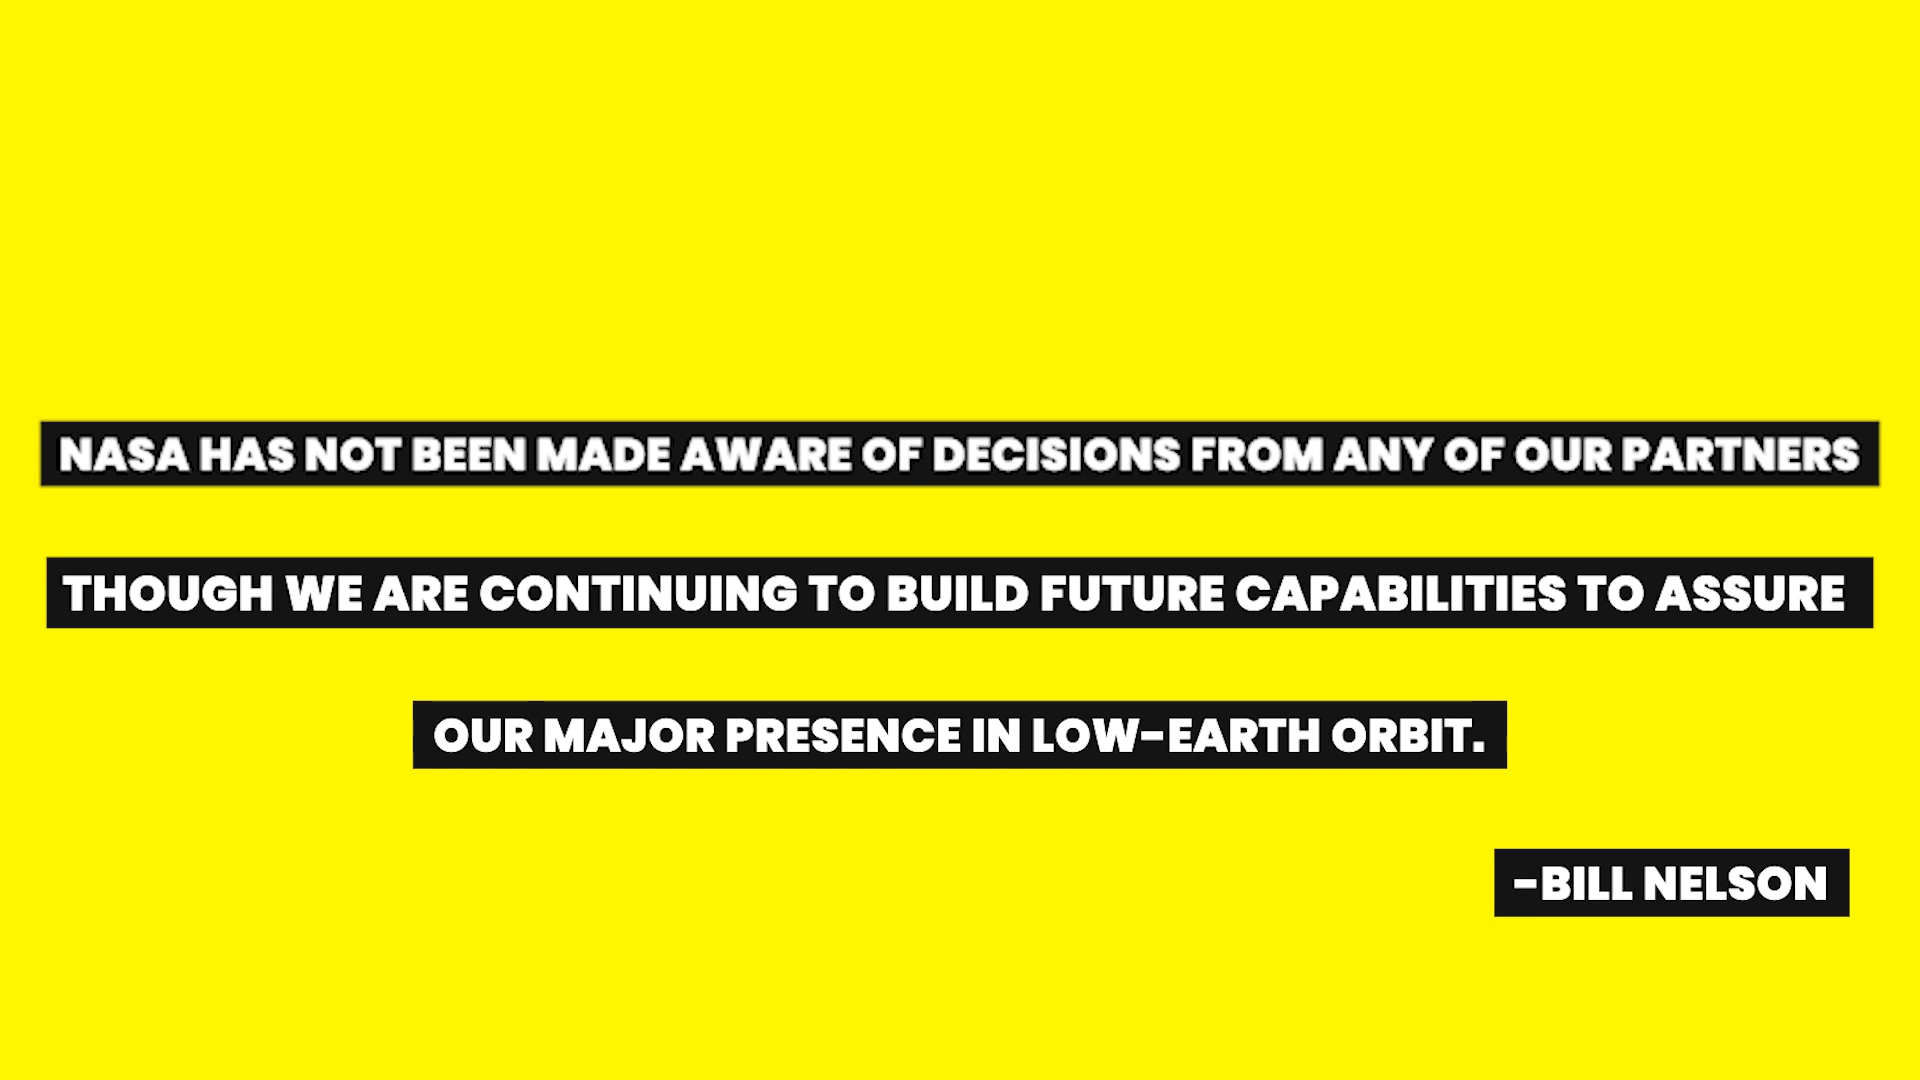 NASA HAS NOT BEEN MADE AWARE OF DECISIONS FROM ANY OF OUR PARTNERS
THOUGH WE ARE CONTINUING TO BUILD FUTURE CAPABILITIES TO ASSURE
OUR MAJOR PRESENCE IN LOW-EARTH ORBIT.
-BILL NELSON